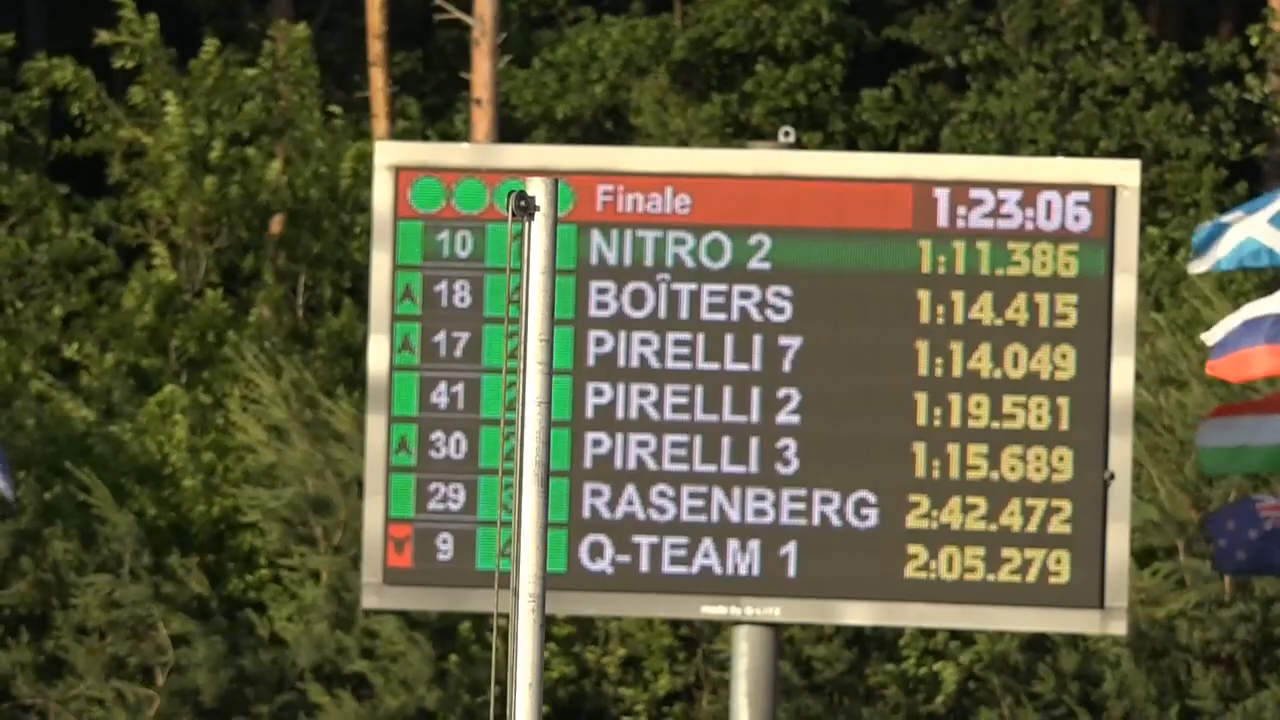 Finale 1:23:06
10 NITRO 2 1:11.386
18 BOÎTERS 1:14.415
17 PIRELLI 7 1:14.049
41 PIRELLI 2 1:19.581
30 PIRELLI 3 1:15.689
29 RASENBERG 2:42.472
9 Q-TEAM 1 2:05.279
made by